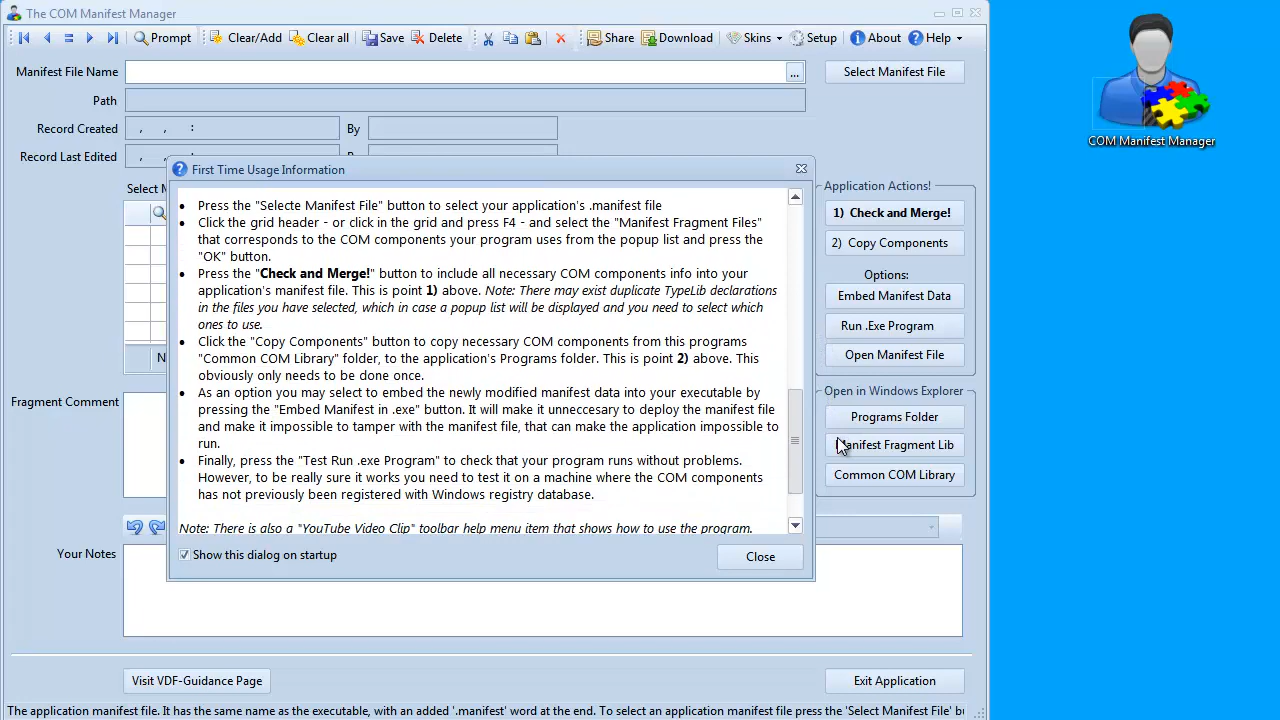 The COM Manifest Manager
Prompt Clear/Add Clear all Save Delete Share Download Skins Setup About Help
Manifest File Name ... Select Manifest File
Path
Record Created , , : By
Record Last Edited , , :
First Time Usage Information
Select M
Application Actions!
• Press the "Selecte Manifest File" button to select your application's .manifest file
1) Check and Merge!
• Click the grid header - or click in the grid and press F4 - and select the "Manifest Fragment Files"
that corresponds to the COM components your program uses from the popup list and press the
2) Copy Components
"OK" button.
• Press the "Check and Merge!" button to include all necessary COM components info into your
Options:
application's manifest file. This is point 1) above. Note: There may exist duplicate TypeLib declarations
Embed Manifest Data
in the files you have selected, which in case a popup list will be displayed and you need to select which
ones to use.
Run .Exe Program
• Click the "Copy Components" button to copy necessary COM components from this programs
"Common COM Library" folder, to the application's Programs folder. This is point 2) above. This
N
Open Manifest File
obviously only needs to be done once.
• As an option you may select to embed the newly modified manifest data into your executable by
Open in Windows Explorer
Fragment Comment
pressing the "Embed Manifest in .exe" button. It will make it unneccesary to deploy the manifest file
Programs Folder
and make it impossible to tamper with the manifest file, that can make the application impossible to
run.
Manifest Fragment Lib
• Finally, press the "Test Run .exe Program" to check that your program runs without problems.
However, to be really sure it works you need to test it on a machine where the COM components
Common COM Library
has not previously been registered with Windows registry database.
Note: There is also a "YouTube Video Clip" toolbar help menu item that shows how to use the program.
Your Notes
Show this dialog on startup
Close
Visit VDF-Guidance Page
Exit Application
The application manifest file. It has the same name as the executable, with an added '.manifest' word at the end. To select an application manifest file press the 'Select Manifest File' bu
COM Manifest Manager